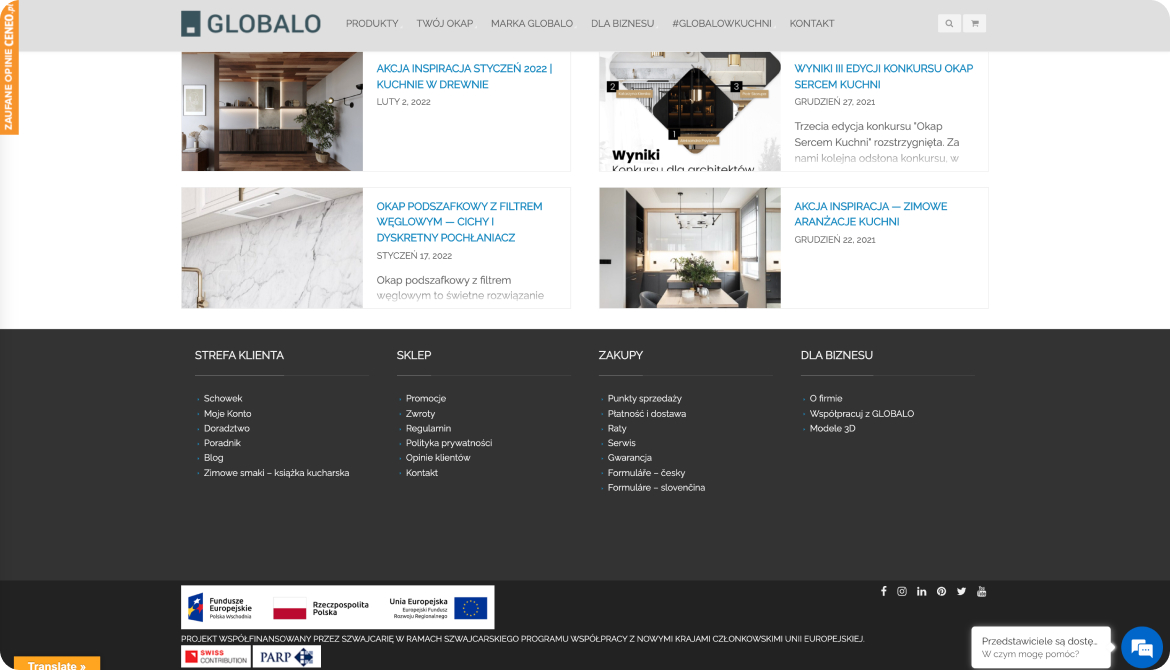 ZAUFANE OPINIE CENEO.pl
GLOBALO
PRODUKTY TWÓJ OKAP MARKA GLOBALO DLA BIZNESU #GLOBALOWKUCHNI KONTAKT
AKCJA INSPIRACJA STYCZEŃ 2022 |
KUCHNIE W DREWNIE
LUTY 2, 2022
2
3
1
Wyniki
Konkursu dla architektów
WYNIKI III EDYCJI KONKURSU OKAP
SERCEM KUCHNI
GRUDZIEŃ 27, 2021
Trzecia edycja konkursu "Okap
Sercem Kuchni" rozstrzygnięta. Za
nami kolejna odsłona konkursu, w
OKAP PODSZAFKOWY Z FILTREM
WĘGLOWYM — CICHY I
DYSKRETNY POCHŁANIACZ
STYCZEŃ 17, 2022
Okap podszafkowy z filtrem
węglowym to świetne rozwiązanie
AKCJA INSPIRACJA — ZIMOWE
ARANŻACJE KUCHNI
GRUDZIEŃ 22, 2021
STREFA KLIENTA
Schowek
Moje Konto
Doradztwo
Poradnik
Blog
Zimowe smaki – książka kucharska
SKLEP
Promocje
Zwroty
Regulamin
Polityka prywatności
Opinie klientów
Kontakt
ZAKUPY
Punkty sprzedaży
Płatność i dostawa
Raty
Serwis
Gwarancja
Formuláře – česky
Formuláre – slovenčina
DLA BIZNESU
O firmie
Współpracuj z GLOBALO
Modele 3D
Fundusze
Europejskie
Polska Wschodnia
Rzeczpospolita
Polska
Unia Europejska
Europejski Fundusz
Rozwoju Regionalnego
PROJEKT WSPÓŁFINANSOWANY PRZEZ SZWAJCARIĘ W RAMACH SZWAJCARSKIEGO PROGRAMU WSPÓŁPRACY Z NOWYMI KRAJAMI CZŁONKOWSKIMI UNII EUROPEJSKIEJ.
SWISS
CONTRIBUTION
PARP
Translate »
Przedstawiciele są dostę...
W czym mogę pomóc?